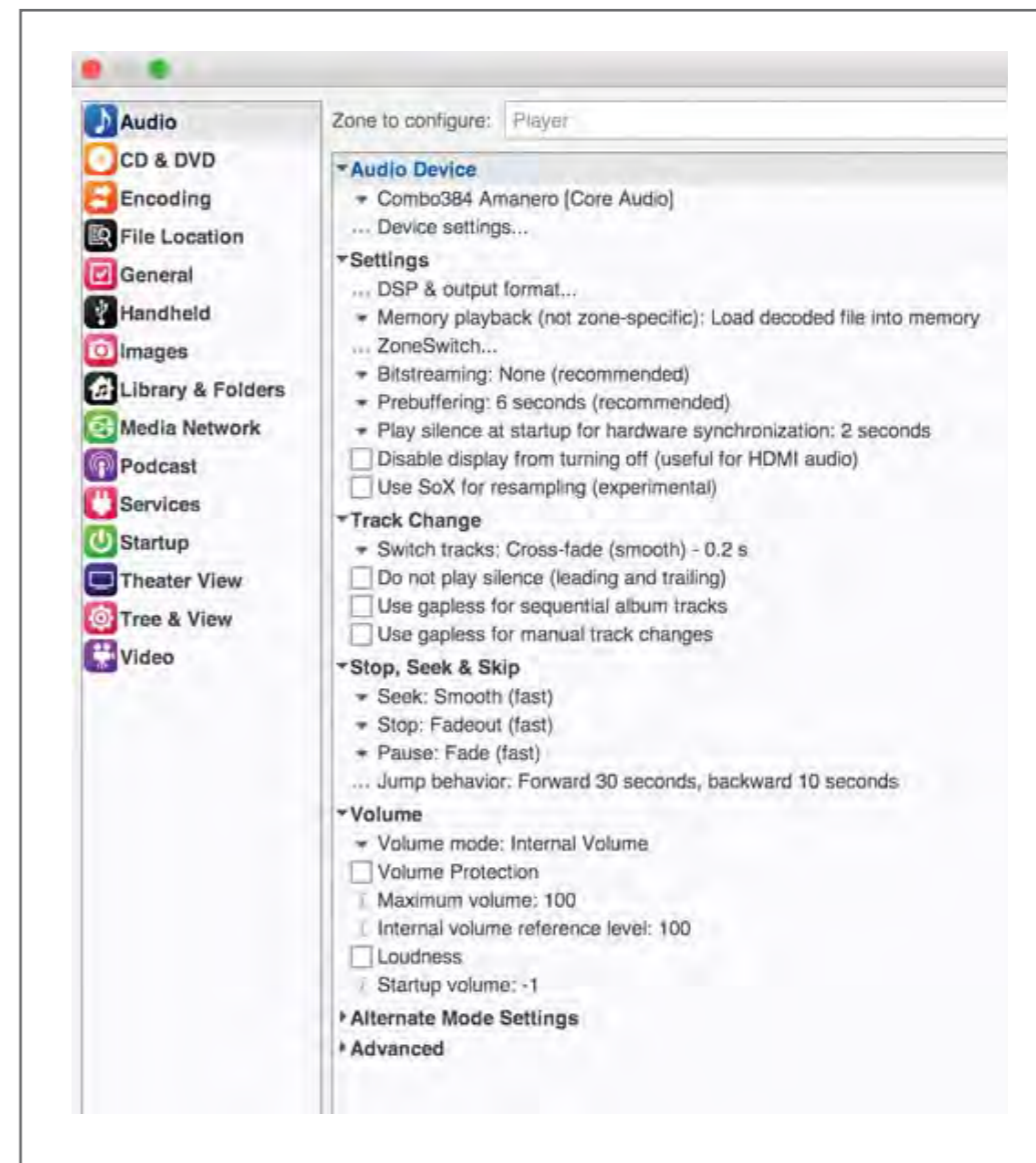 Audio
CD & DVD
Encoding
File Location
General
Handheld
Images
Library & Folders
Media Network
Podcast
Services
Startup
Theater View
Tree & View
Video
Zone to configure: Player
Audio Device
Combo384 Amanero [Core Audio]
... Device settings...
Settings
... DSP & output format...
Memory playback (not zone-specific): Load decoded file into memory
... ZoneSwitch...
Bitstreaming: None (recommended)
Prebuffering: 6 seconds (recommended)
Play silence at startup for hardware synchronization: 2 seconds
Disable display from turning off (useful for HDMI audio)
Use SoX for resampling (experimental)
Track Change
Switch tracks: Cross-fade (smooth) - 0.2 s
Do not play silence (leading and trailing)
Use gapless for sequential album tracks
Use gapless for manual track changes
Stop, Seek & Skip
Seek: Smooth (fast)
Stop: Fadeout (fast)
Pause: Fade (fast)
... Jump behavior: Forward 30 seconds, backward 10 seconds
Volume
Volume mode: Internal Volume
Volume Protection
Maximum volume: 100
Internal volume reference level: 100
Loudness
Startup volume: -1
Alternate Mode Settings
Advanced